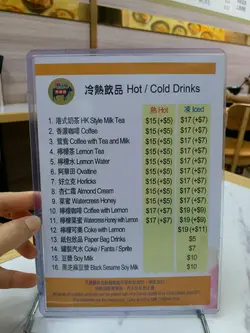 冷熱飲品 Hot / Cold Drinks
熱 Hot 凍 Iced
1. 港式奶茶 HK Style Milk Tea $15 (+$5) $17 (+$7)
2. 香濃咖啡 Coffee $15 (+$5) $17 (+$7)
3. 鴛鴦 Coffee with Tea and Milk $15 (+$5) $17 (+$7)
4. 檸檬茶 Lemon Tea $15 (+$5) $17 (+$7)
5. 檸檬水 Lemon Water $15 (+$5) $17 (+$7)
6. 阿華田 Ovaltine $15 (+$5) $17 (+$7)
7. 好立克 Horlicks $15 (+$5) $17 (+$7)
8. 杏仁霜 Almond Cream $15 (+$5) $17 (+$7)
9. 菜蜜 Watercress Honey $15 (+$5) $17 (+$7)
10. 檸檬咖啡 Coffee with Lemon $17 (+$7) $19 (+$9)
11. 檸檬菜蜜 Watercress Honey with Lemon $17 (+$7) $19 (+$9)
12. 檸檬可樂 Coke with Lemon $19 (+$11)
13. 紙包飲品 Paper Bag Drinks $5
14. 罐裝汽水 Coke / Fanta / Sprite $7
15. 豆漿 Soy Milk $10
16. 黑芝麻豆漿 Black Sesame Soy Milk $10